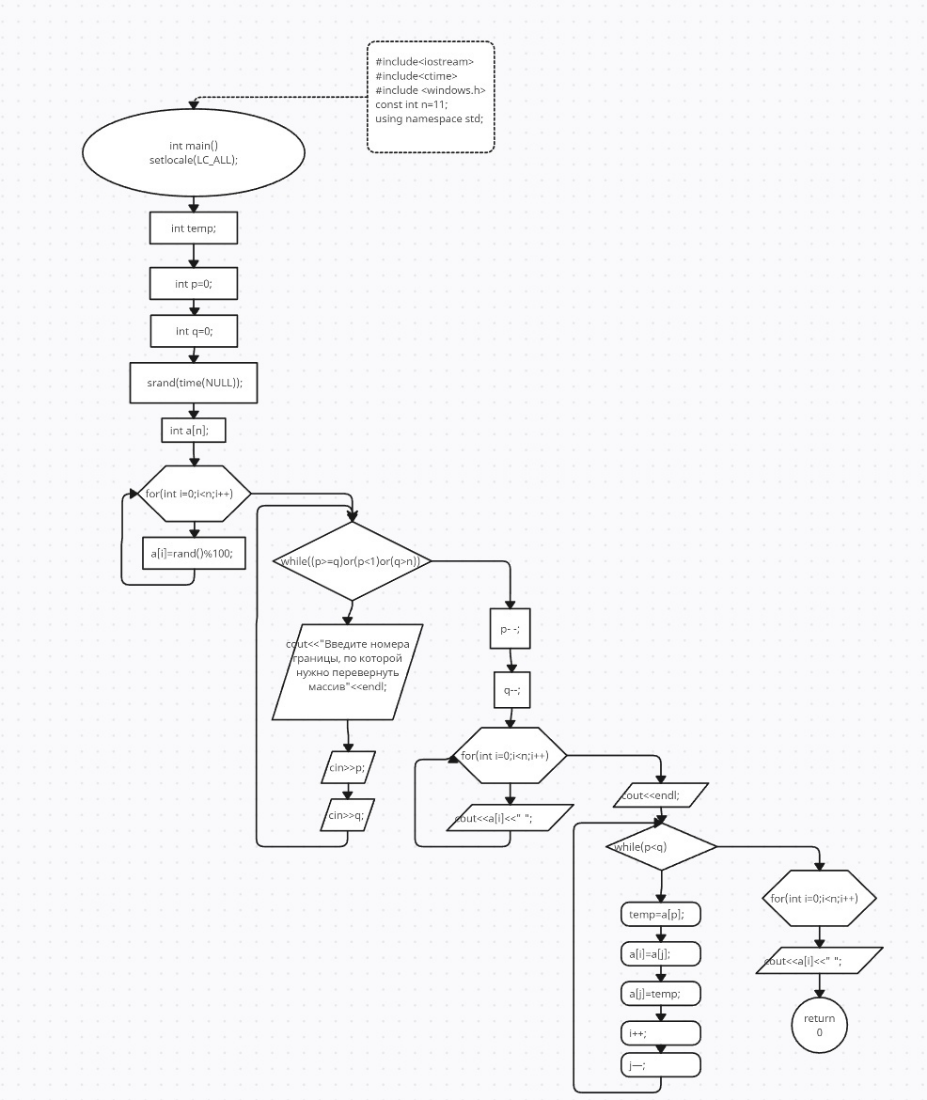 #include<iostream>
#include<ctime>
#include <windows.h>
const int n=11;
using namespace std;
int main()
setlocale(LC_ALL);
int temp;
int p=0;
int q=0;
srand(time(NULL));
int a[n];
for(int i=0;i<n;i++)
a[i]=rand()%100;
while((p>=q)or(p<1)or(q>n))
cout<<"Введите номера
границы, по которой
нужно перевернуть
массив"<<endl;
cin>>p;
cin>>q;
p- -;
q--;
for(int i=0;i<n;i++)
cout<<a[i]<<" ";
cout<<endl;
while(p<q)
temp=a[p];
a[i]=a[j];
a[j]=temp;
i++;
j—;
for(int i=0;i<n;i++)
cout<<a[i]<<" ";
return
0